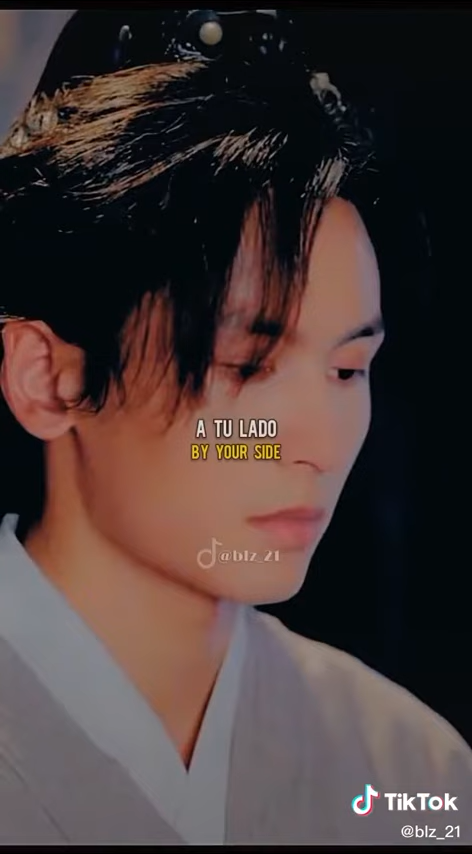 A TU LADO
BY YOUR SIDE
@blz_21
TikTok
@blz_21